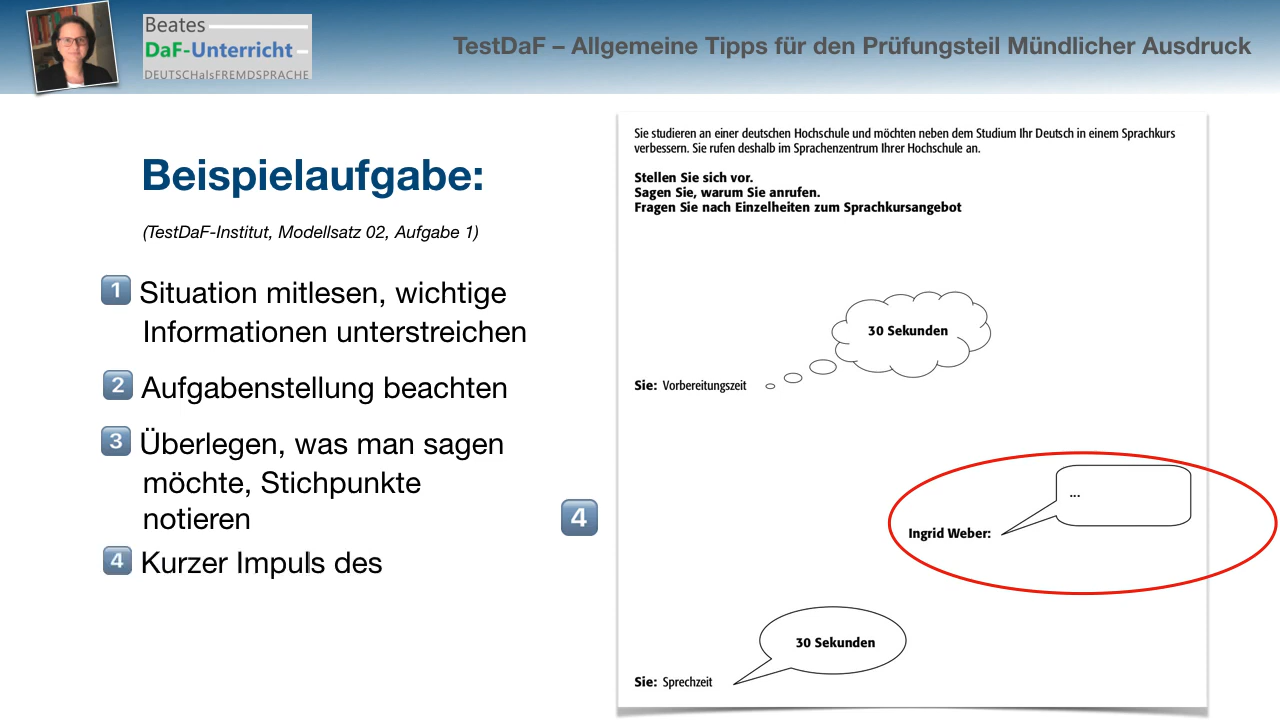 Beates
DaF-Unterricht
DEUTSCHalsFREMDSPRACHE
TestDaF – Allgemeine Tipps für den Prüfungsteil Mündlicher Ausdruck
Beispielaufgabe:
(TestDaF-Institut, Modellsatz 02, Aufgabe 1)
1 Situation mitlesen, wichtige
Informationen unterstreichen
2 Aufgabenstellung beachten
3 Überlegen, was man sagen
möchte, Stichpunkte
notieren
4 Kurzer Impuls des
4
Sie studieren an einer deutschen Hochschule und möchten neben dem Studium Ihr Deutsch in einem Sprachkurs
verbessern. Sie rufen deshalb im Sprachenzentrum Ihrer Hochschule an.
Stellen Sie sich vor.
Sagen Sie, warum Sie anrufen.
Fragen Sie nach Einzelheiten zum Sprachkursangebot
30 Sekunden
Sie: Vorbereitungszeit
...
Ingrid Weber:
30 Sekunden
Sie: Sprechzeit